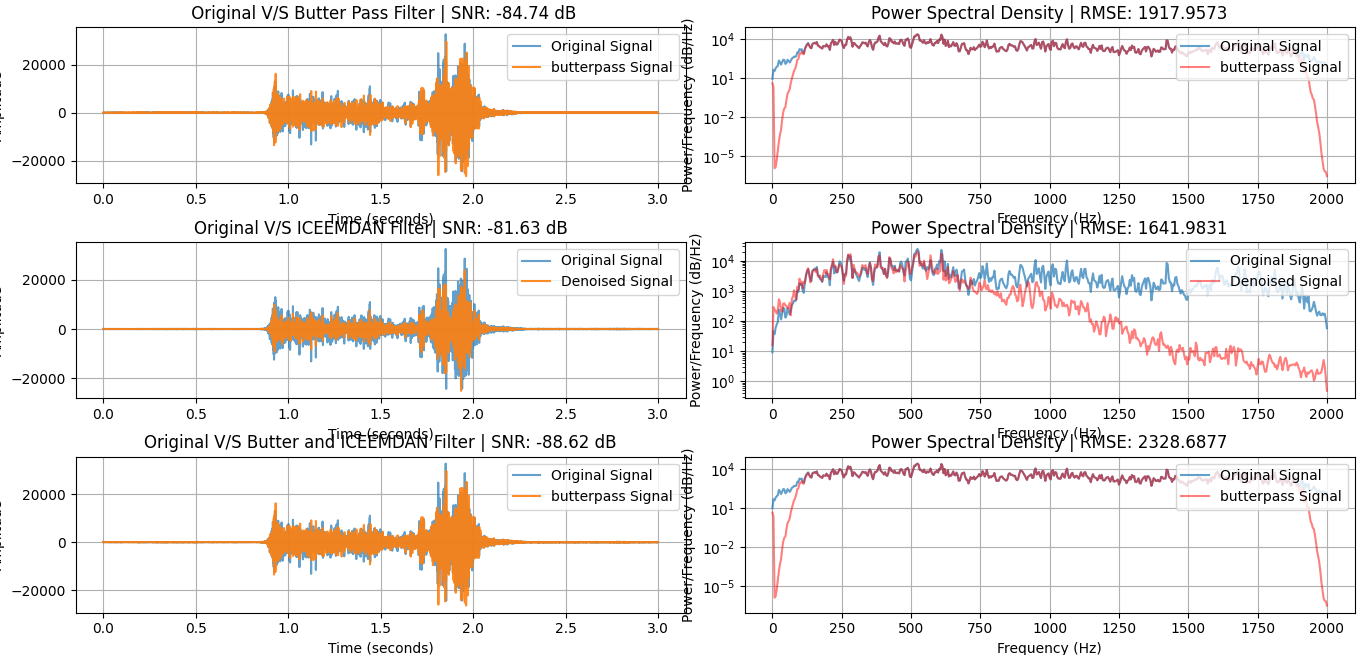 Original V/S Butter Pass Filter | SNR: -84.74 dB
Original Signal
butterpass Signal
20000
0
−20000
0.0 0.5 1.0 1.5 2.0 2.5 3.0
Time (seconds)
Power Spectral Density | RMSE: 1917.9573
Power/Frequency (dB/Hz)
Original Signal
butterpass Signal
10^4
10^1
10^−2
10^−5
0 250 500 750 1000 1250 1500 1750 2000
Frequency (Hz)
Original V/S ICEEMDAN Filter| SNR: -81.63 dB
Original Signal
Denoised Signal
20000
0
−20000
0.0 0.5 1.0 1.5 2.0 2.5 3.0
Time (seconds)
Power Spectral Density | RMSE: 1641.9831
Power/Frequency (dB/Hz)
Original Signal
Denoised Signal
10^4
10^3
10^2
10^1
10^0
0 250 500 750 1000 1250 1500 1750 2000
Frequency (Hz)
Original V/S Butter and ICEEMDAN Filter | SNR: -88.62 dB
Original Signal
butterpass Signal
20000
0
−20000
0.0 0.5 1.0 1.5 2.0 2.5 3.0
Time (seconds)
Power Spectral Density | RMSE: 2328.6877
Power/Frequency (dB/Hz)
Original Signal
butterpass Signal
10^4
10^1
10^−2
10^−5
0 250 500 750 1000 1250 1500 1750 2000
Frequency (Hz)